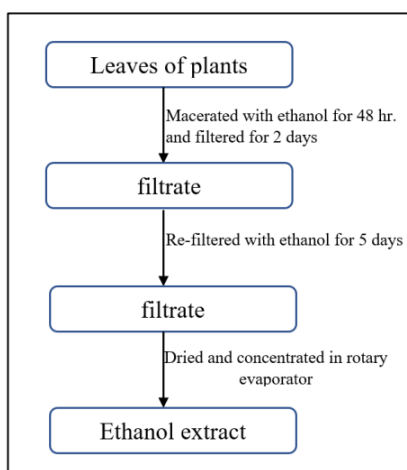 Leaves of plants
Macerated with ethanol for 48 hr.
and filtered for 2 days
filtrate
Re-filtered with ethanol for 5 days
filtrate
Dried and concentrated in rotary
evaporator
Ethanol extract